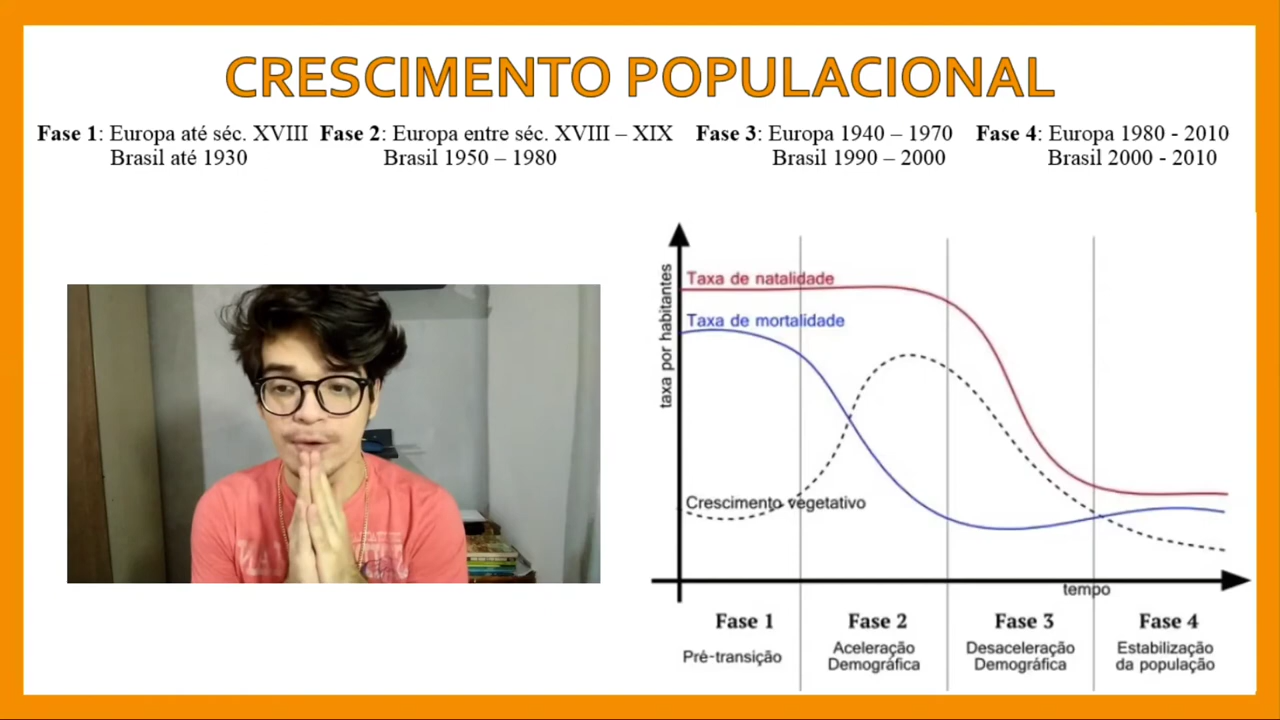 CRESCIMENTO POPULACIONAL
Fase 1: Europa até séc. XVIII
Brasil até 1930
Fase 2: Europa entre séc. XVIII – XIX
Brasil 1950 – 1980
Fase 3: Europa 1940 – 1970
Brasil 1990 – 2000
Fase 4: Europa 1980 - 2010
Brasil 2000 - 2010
taxa por habitantes
Taxa de natalidade
Taxa de mortalidade
Crescimento vegetativo
tempo
Fase 1
Pré-transição
Fase 2
Aceleração
Demográfica
Fase 3
Desaceleração
Demográfica
Fase 4
Estabilização
da população